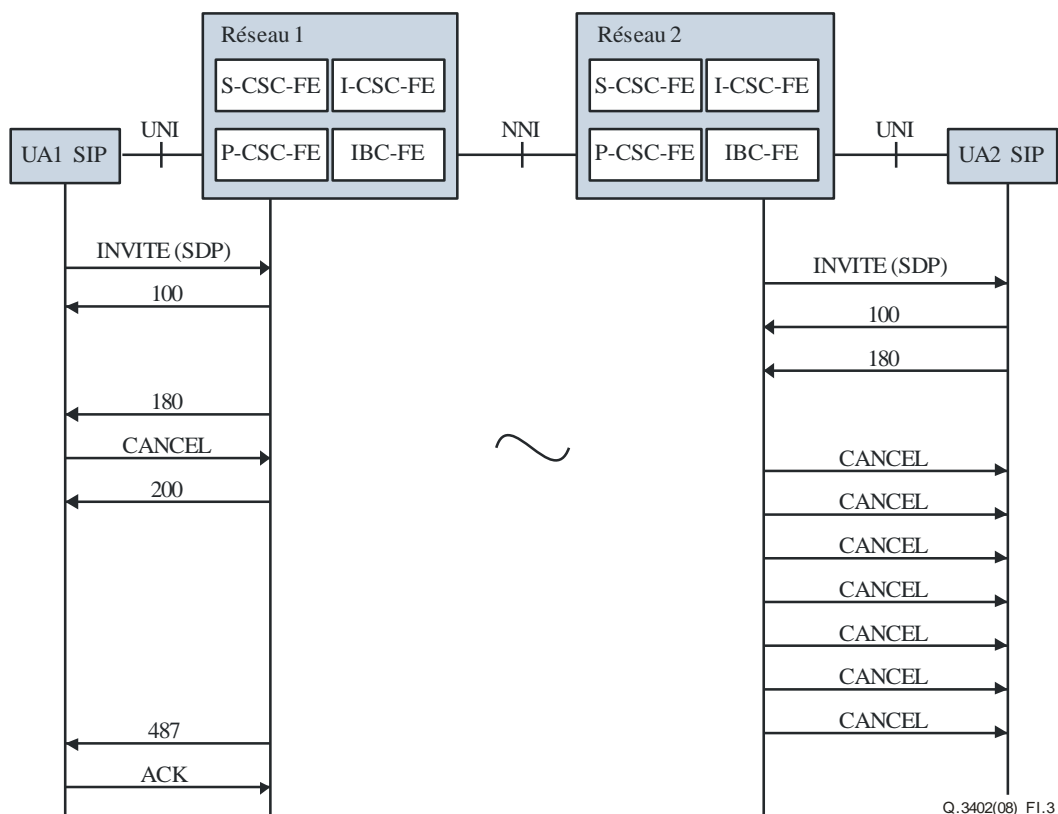 Réseau 1
Réseau 2
S-CSC-FE
I-CSC-FE
S-CSC-FE
I-CSC-FE
UNI
NNI
UNI
UA1 SIP
P-CSC-FE
IBC-FE
P-CSC-FE
IBC-FE
UA2 SIP
INVITE (SDP)
INVITE (SDP)
100
100
180
180
CANCEL
CANCEL
200
CANCEL
CANCEL
CANCEL
CANCEL
CANCEL
CANCEL
487
ACK
Q.3402(08)_FI.3